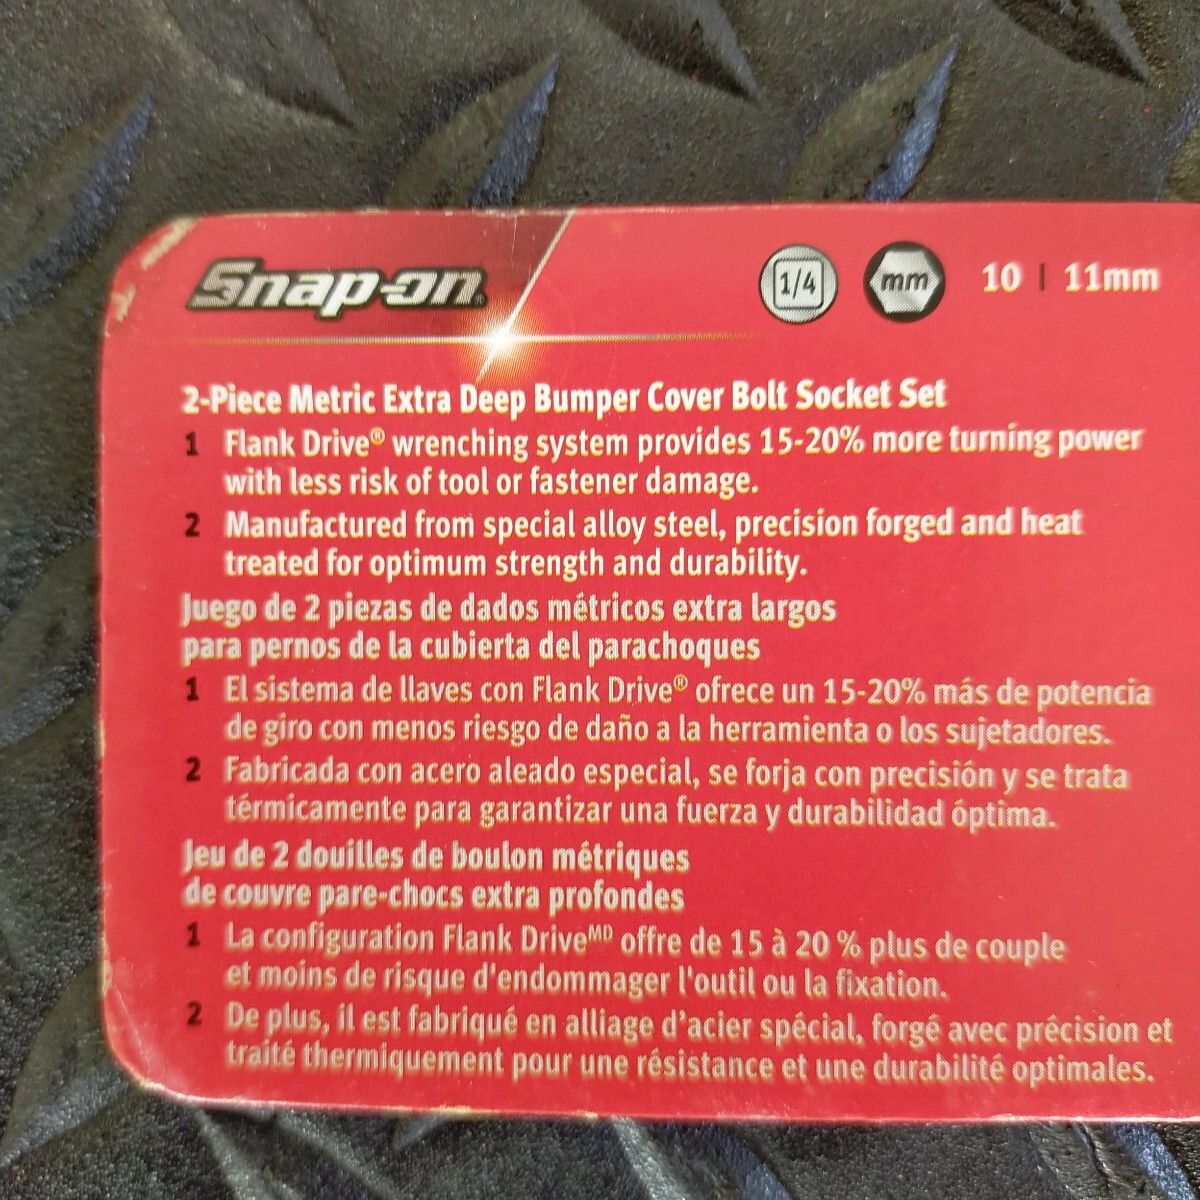 Snap-on®
1/4 mm 10 | 11mm
2-Piece Metric Extra Deep Bumper Cover Bolt Socket Set
1 Flank Drive® wrenching system provides 15-20% more turning power
with less risk of tool or fastener damage.
2 Manufactured from special alloy steel, precision forged and heat
treated for optimum strength and durability.
Juego de 2 piezas de dados métricos extra largos
para pernos de la cubierta del parachoques
1 El sistema de llaves con Flank Drive® ofrece un 15-20% más de potencia
de giro con menos riesgo de daño a la herramienta o los sujetadores.
2 Fabricada con acero aleado especial, se forja con precisión y se trata
térmicamente para garantizar una fuerza y durabilidad óptima.
Jeu de 2 douilles de boulon métriques
de couvre pare-chocs extra profondes
1 La configuration Flank Drive^MD offre de 15 à 20 % plus de couple
et moins de risque d'endommager l'outil ou la fixation.
2 De plus, il est fabriqué en alliage d'acier spécial, forgé avec précision et
traité thermiquement pour une résistance et une durabilité optimales.